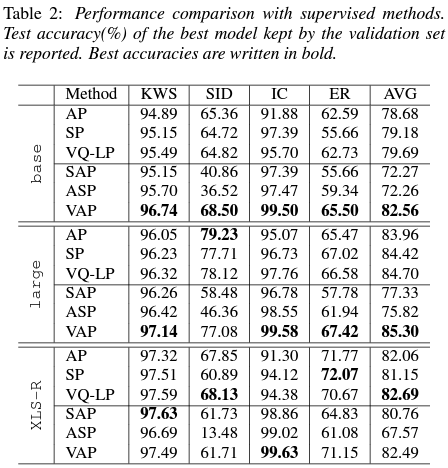 Table 2: Performance comparison with supervised methods.
Test accuracy(%) of the best model kept by the validation set
is reported. Best accuracies are written in bold.
Method KWS SID IC ER AVG
base
AP 94.89 65.36 91.88 62.59 78.68
SP 95.15 64.72 97.39 55.66 79.18
VQ-LP 95.49 64.82 95.70 62.73 79.69
SAP 95.15 40.86 97.39 55.66 72.27
ASP 95.70 36.52 97.47 59.34 72.26
VAP 96.74 68.50 99.50 65.50 82.56
large
AP 96.05 79.23 95.07 65.47 83.96
SP 96.23 77.71 96.73 67.02 84.42
VQ-LP 96.32 78.12 97.76 66.58 84.70
SAP 96.26 58.48 96.78 57.78 77.33
ASP 96.42 46.36 98.55 61.94 75.82
VAP 97.14 77.08 99.58 67.42 85.30
XLS-R
AP 97.32 67.85 91.30 71.77 82.06
SP 97.51 60.89 94.12 72.07 81.15
VQ-LP 97.59 68.13 94.38 70.67 82.69
SAP 97.63 61.73 98.86 64.83 80.76
ASP 96.69 13.48 99.02 61.08 67.57
VAP 97.49 61.71 99.63 71.15 82.49